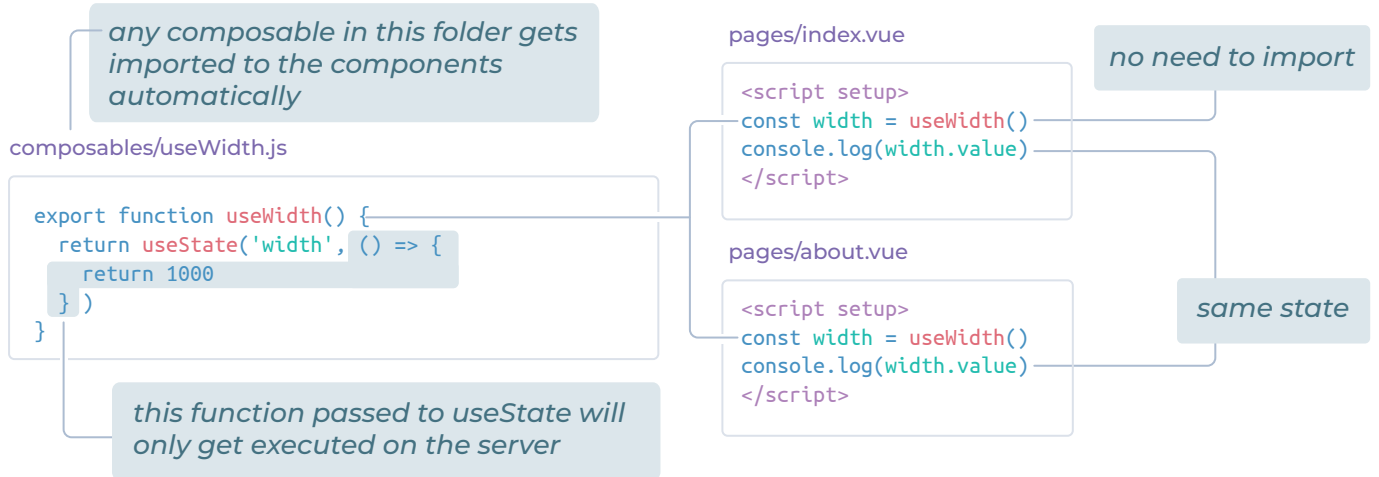 any composable in this folder gets
imported to the components
automatically
composables/useWidth.js
export function useWidth() {
return useState('width', () => {
return 1000
} )
}
this function passed to useState will
only get executed on the server
pages/index.vue
<script setup>
const width = useWidth()
console.log(width.value)
</script>
no need to import
pages/about.vue
<script setup>
const width = useWidth()
console.log(width.value)
</script>
same state